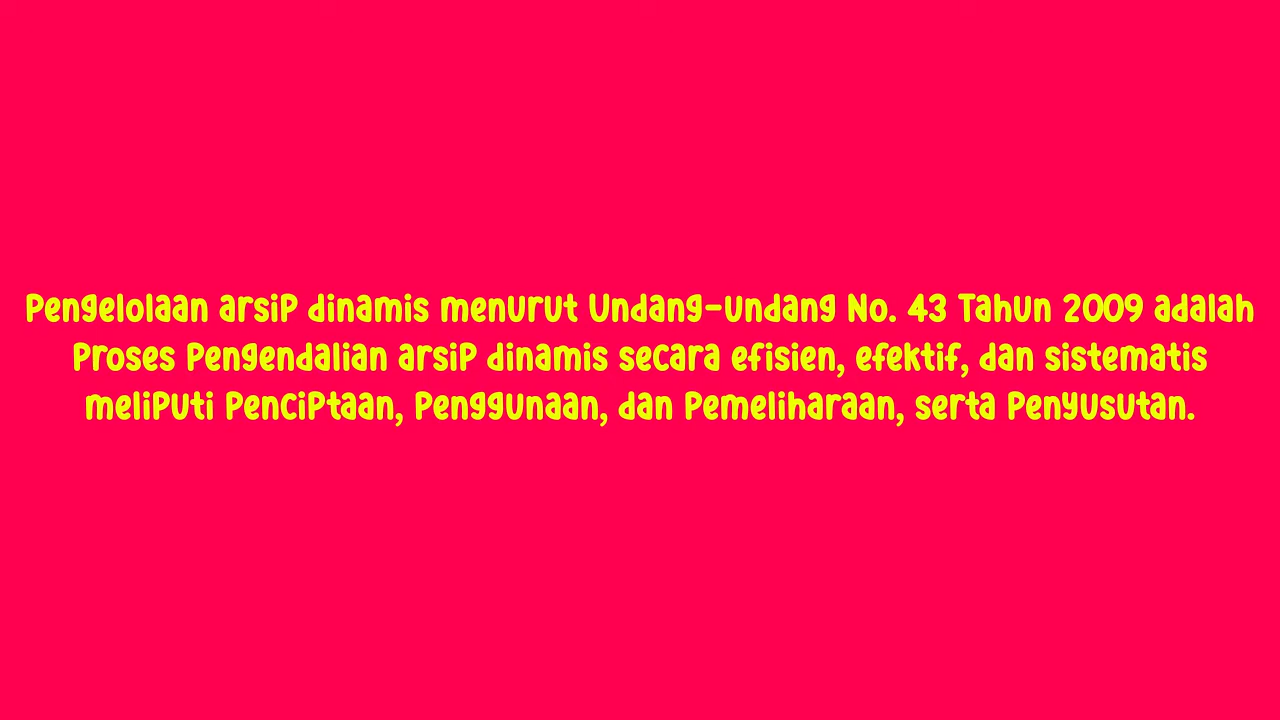 Pengelolaan arsip dinamis menurut Undang-undang No. 43 Tahun 2009 adalah
Proses Pengendalian arsip dinamis secara efisien, efektif, dan sistematis
meliputi Penciptaan, Penggunaan, dan Pemeliharaan, serta Penyusutan.